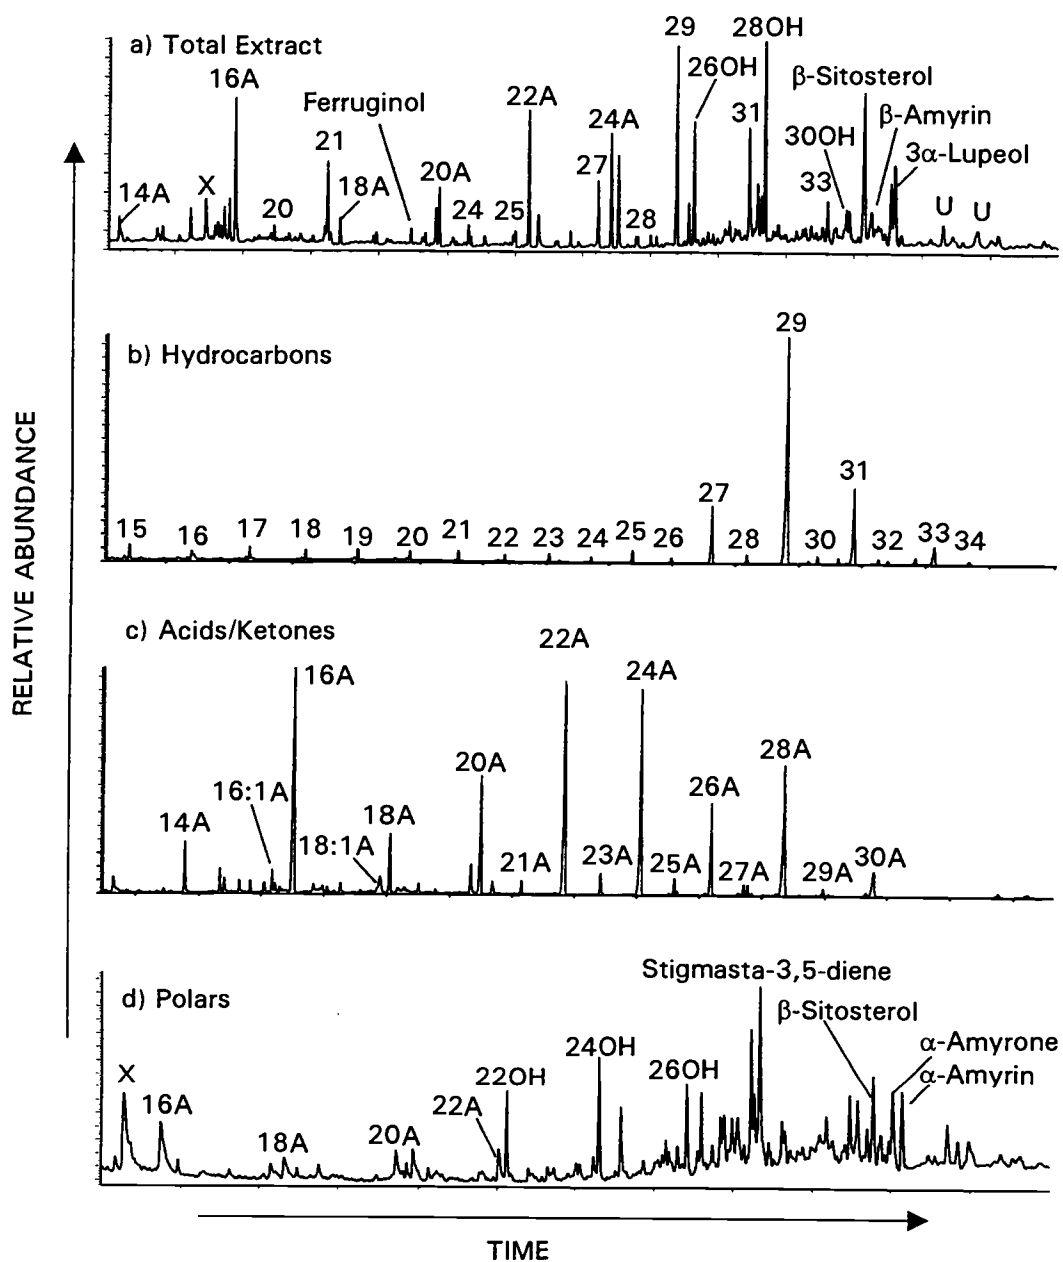 a) Total Extract
14A
X
16A
20
21
18A
Ferruginol
20A
24
25
22A
27
24A
28
29
26OH
31
28OH
33
30OH
β-Sitosterol
β-Amyrin
3α-Lupeol
U
U
b) Hydrocarbons
15
16
17
18
19
20
21
22
23
24
25
26
27
28
29
30
31
32
33
34
c) Acids/Ketones
14A
16:1A
16A
18:1A
18A
20A
21A
22A
23A
24A
25A
26A
27A
28A
29A
30A
d) Polars
X
16A
18A
20A
22A
22OH
24OH
26OH
Stigmasta-3,5-diene
β-Sitosterol
α-Amyrone
α-Amyrin
RELATIVE ABUNDANCE
TIME